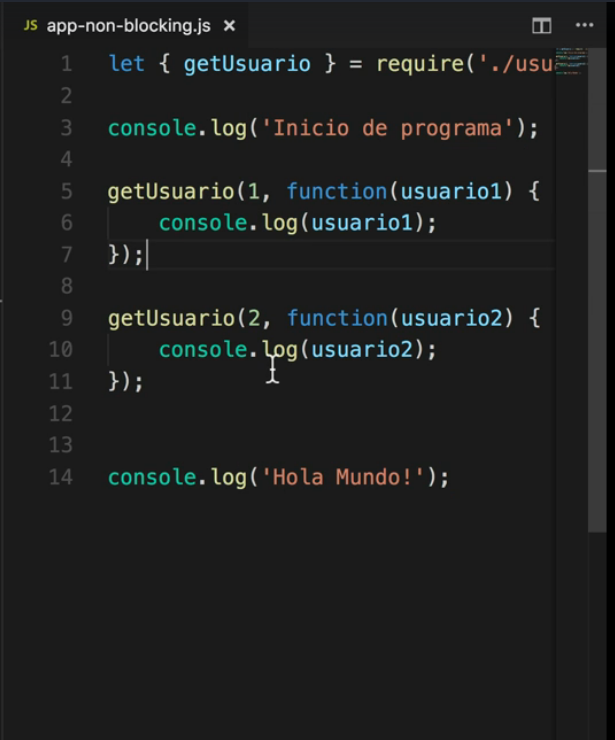 JS app-non-blocking.js ×
1 let { getUsuario } = require('./usu
2
3 console.log('Inicio de programa');
4
5 getUsuario(1, function(usuario1) {
6     console.log(usuario1);
7 });
8
9 getUsuario(2, function(usuario2) {
10     console.log(usuario2);
11 });
12
13
14 console.log('Hola Mundo!');